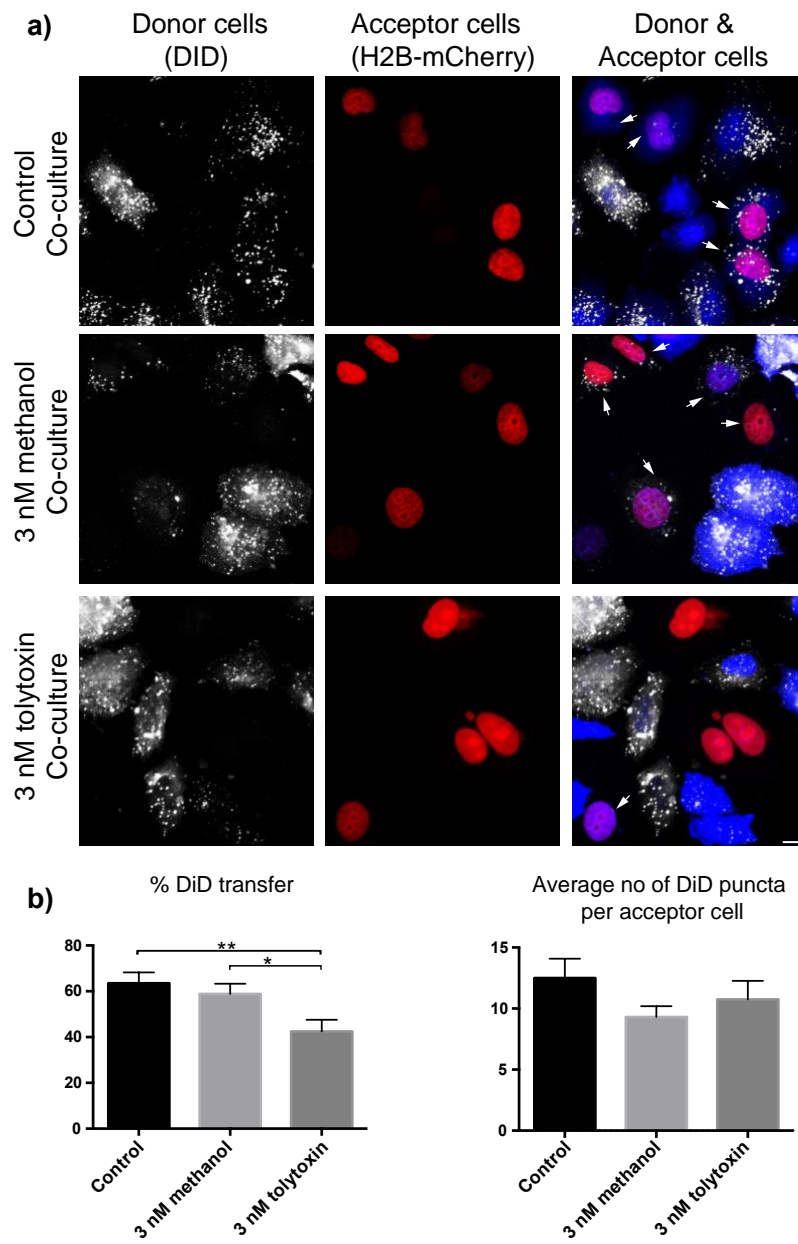 a)
Donor cells
(DID)
Acceptor cells
(H2B-mCherry)
Donor &
Acceptor cells
Control
Co-culture
3 nM methanol
Co-culture
3 nM tolytoxin
Co-culture
b)
% DiD transfer
80
60
40
20
0
**
*
Control
3 nM methanol
3 nM tolytoxin
Average no of DiD puncta
per acceptor cell
15
10
5
0
Control
3 nM methanol
3 nM tolytoxin